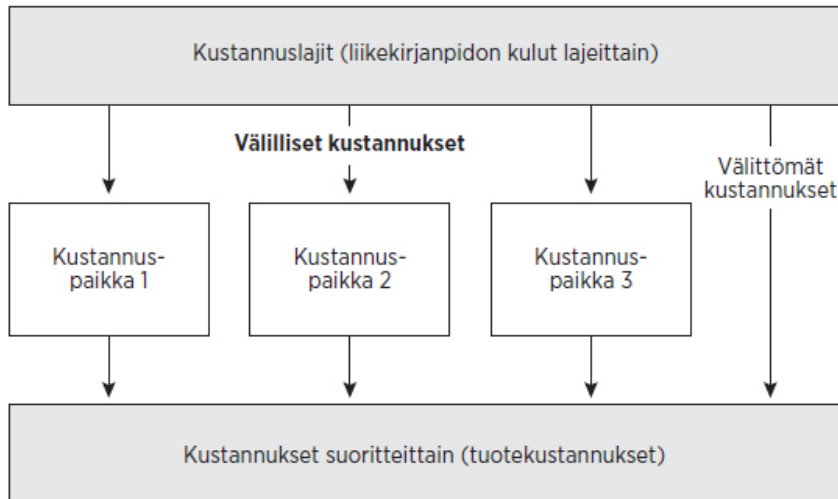 Kustannuslajit (liikekirjanpidon kulut lajeittain)
Välilliset kustannukset
Välittömät
kustannukset
Kustannus-
paikka 1
Kustannus-
paikka 2
Kustannus-
paikka 3
Kustannukset suoritteittain (tuotekustannukset)